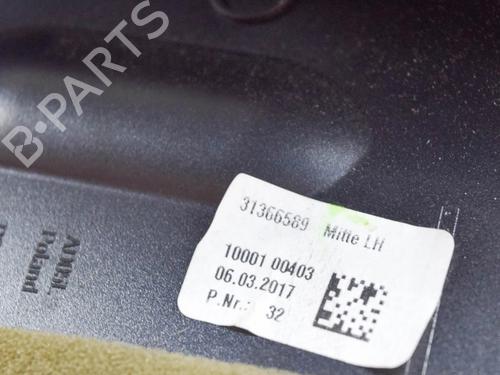 B-PARTS
31366589 Mitte LH
10001 00403
06.03.2017
P.Nr.: 32
Poland